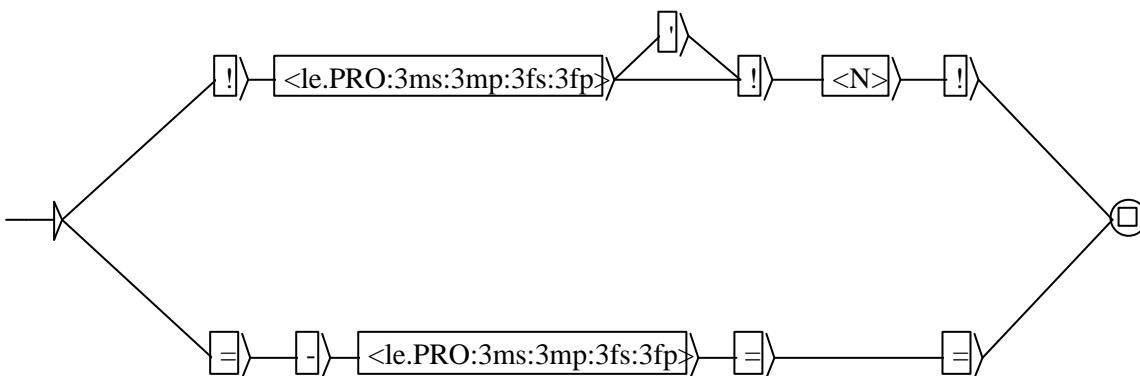 '
! <le.PRO:3ms:3mp:3fs:3fp> ! <N> !
= - <le.PRO:3ms:3mp:3fs:3fp> = =